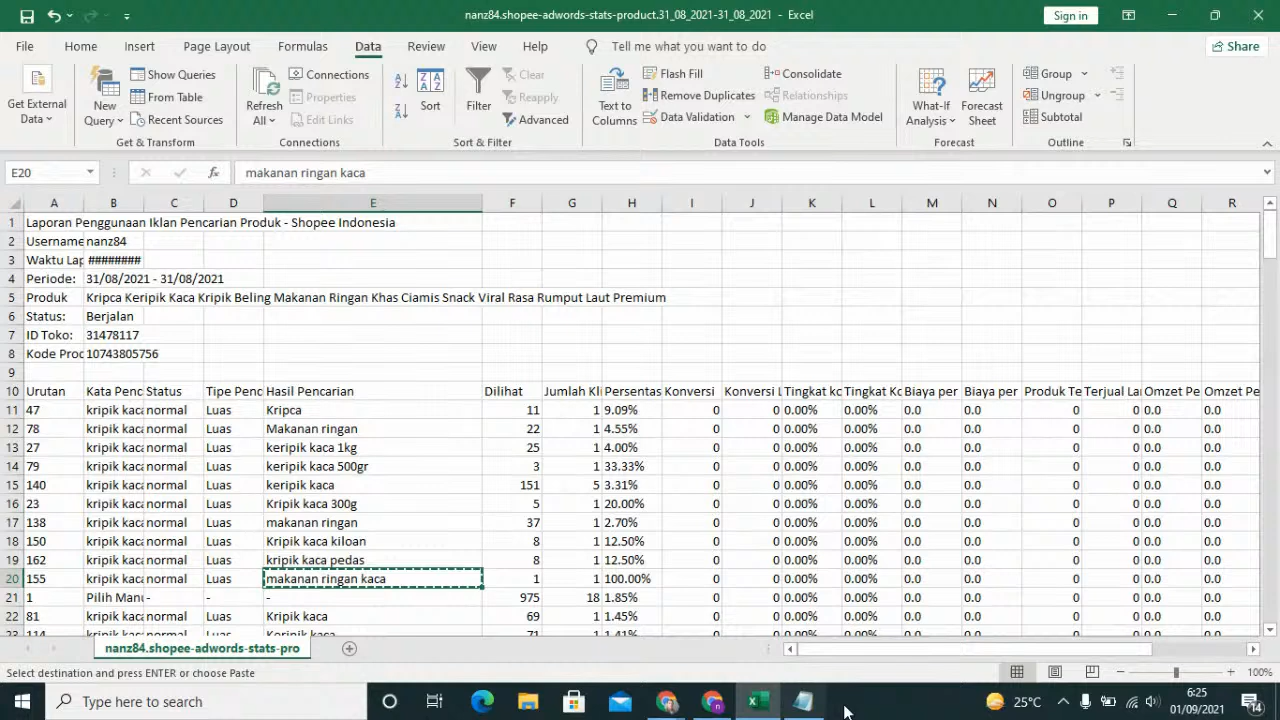 nanz84.shopee-adwords-stats-product.31_08_2021-31_08_2021 - Excel
Sign in
File Home Insert Page Layout Formulas Data Review View Help Tell me what you want to do Share
Get External Data
New Query
Show Queries
From Table
Recent Sources
Get & Transform
Refresh All
Connections
Properties
Edit Links
Connections
Sort
Filter
Clear
Reapply
Advanced
Sort & Filter
Text to Columns
Flash Fill
Remove Duplicates
Data Validation
Consolidate
Relationships
Manage Data Model
Data Tools
What-If Analysis
Forecast Sheet
Forecast
Group
Ungroup
Subtotal
Outline
E20 fx makanan ringan kaca
A B C D E F G H I J K L M N O P Q R
1 Laporan Penggunaan Iklan Pencarian Produk - Shopee Indonesia
2 Username nanz84
3 Waktu Lap ########
4 Periode: 31/08/2021 - 31/08/2021
5 Produk Kripca Keripik Kaca Kripik Beling Makanan Ringan Khas Ciamis Snack Viral Rasa Rumput Laut Premium
6 Status: Berjalan
7 ID Toko: 31478117
8 Kode Prod 10743805756
9
10 Urutan Kata Penc Status Tipe Penc Hasil Pencarian Dilihat Jumlah Kli Persentas Konversi Konversi L Tingkat ko Tingkat Ko Biaya per Biaya per Produk Te Terjual La Omzet Pe Omzet Pe
11 47 kripik kaca normal Luas Kripca 11 1 9.09% 0 0 0.00% 0.00% 0.0 0.0 0 0 0.0 0.0
12 78 kripik kaca normal Luas Makanan ringan 22 1 4.55% 0 0 0.00% 0.00% 0.0 0.0 0 0 0.0 0.0
13 27 kripik kaca normal Luas keripik kaca 1kg 25 1 4.00% 0 0 0.00% 0.00% 0.0 0.0 0 0 0.0 0.0
14 79 kripik kaca normal Luas keripik kaca 500gr 3 1 33.33% 0 0 0.00% 0.00% 0.0 0.0 0 0 0.0 0.0
15 140 kripik kaca normal Luas keripik kaca 151 5 3.31% 0 0 0.00% 0.00% 0.0 0.0 0 0 0.0 0.0
16 23 kripik kaca normal Luas Kripik kaca 300g 5 1 20.00% 0 0 0.00% 0.00% 0.0 0.0 0 0 0.0 0.0
17 138 kripik kaca normal Luas makanan ringan 37 1 2.70% 0 0 0.00% 0.00% 0.0 0.0 0 0 0.0 0.0
18 150 kripik kaca normal Luas Kripik kaca kiloan 8 1 12.50% 0 0 0.00% 0.00% 0.0 0.0 0 0 0.0 0.0
19 162 kripik kaca normal Luas kripik kaca pedas 8 1 12.50% 0 0 0.00% 0.00% 0.0 0.0 0 0 0.0 0.0
20 155 kripik kaca normal Luas makanan ringan kaca 1 1 100.00% 0 0 0.00% 0.00% 0.0 0.0 0 0 0.0 0.0
21 1 Pilih Manu - - - 975 18 1.85% 0 0 0.00% 0.00% 0.0 0.0 0 0 0.0 0.0
22 81 kripik kaca normal Luas Kripik kaca 69 1 1.45% 0 0 0.00% 0.00% 0.0 0.0 0 0 0.0 0.0
nanz84.shopee-adwords-stats-pro
Select destination and press ENTER or choose Paste 100%
Type here to search 25°C 6:25
01/09/2021 14